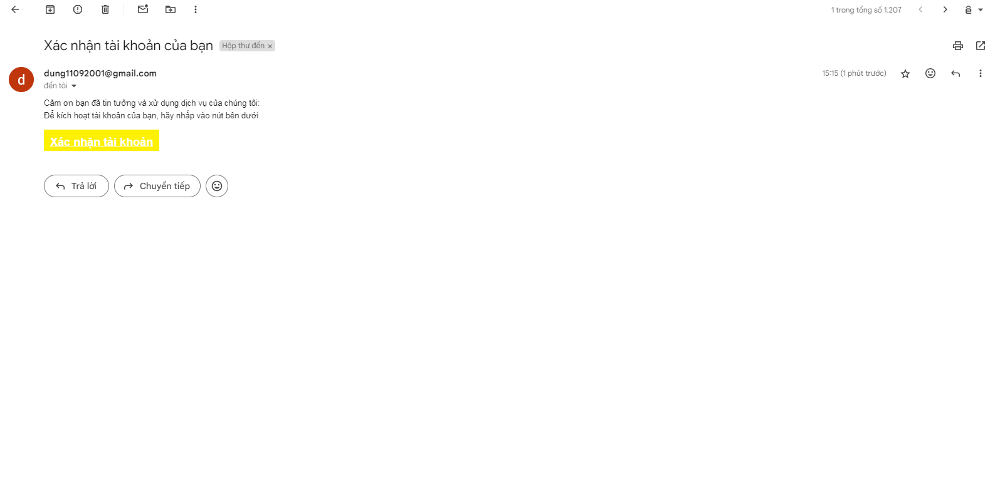 1 trong tổng số 1.207
Xác nhận tài khoản của bạn Hộp thư đến ×
d
dung11092001@gmail.com 15:15 (1 phút trước)
đến tôi
Cảm ơn bạn đã tin tưởng và xử dụng dịch vụ của chúng tôi:
Để kích hoạt tài khoản của bạn, hãy nhấp vào nút bên dưới
Xác nhận tài khoản
Trả lời Chuyển tiếp